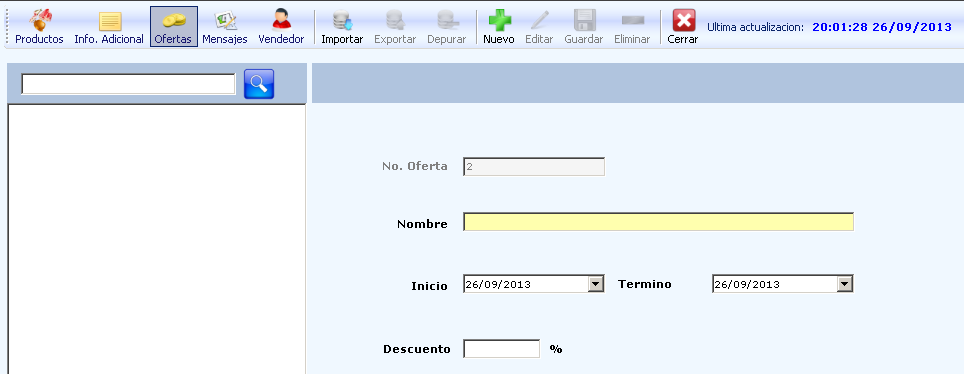 Productos Info. Adicional Ofertas Mensajes Vendedor Importar Exportar Depurar Nuevo Editar Guardar Eliminar Cerrar Ultima actualizacion: 20:01:28 26/09/2013
No. Oferta 2
Nombre
Inicio 26/09/2013 Termino 26/09/2013
Descuento %